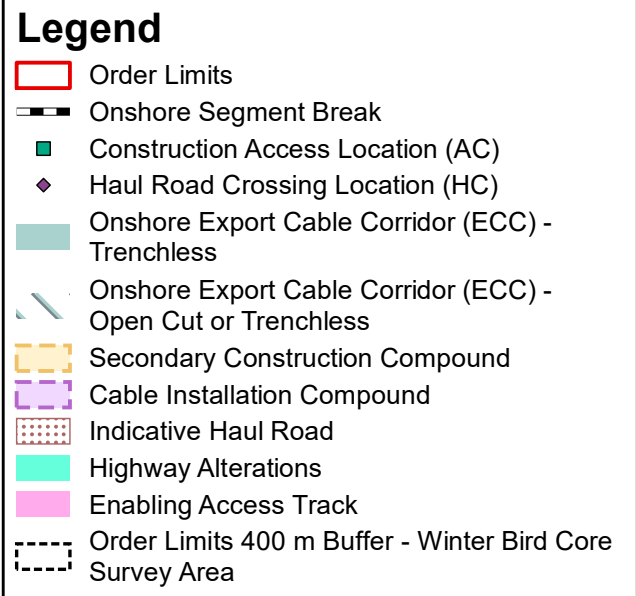 Legend
Order Limits
Onshore Segment Break
Construction Access Location (AC)
Haul Road Crossing Location (HC)
Onshore Export Cable Corridor (ECC) -
Trenchless
Onshore Export Cable Corridor (ECC) -
Open Cut or Trenchless
Secondary Construction Compound
Cable Installation Compound
Indicative Haul Road
Highway Alterations
Enabling Access Track
Order Limits 400 m Buffer - Winter Bird Core
Survey Area